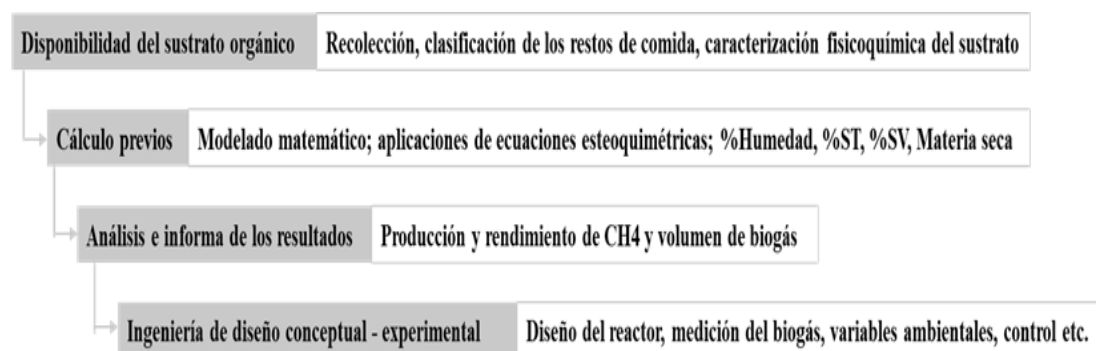 Disponibilidad del sustrato orgánico Recolección, clasificación de los restos de comida, caracterización fisicoquímica del sustrato
Cálculo previos Modelado matemático; aplicaciones de ecuaciones esteoquimétricas; %Humedad, %ST, %SV, Materia seca
Análisis e informa de los resultados Producción y rendimiento de CH4 y volumen de biogás
Ingeniería de diseño conceptual - experimental Diseño del reactor, medición del biogás, variables ambientales, control etc.